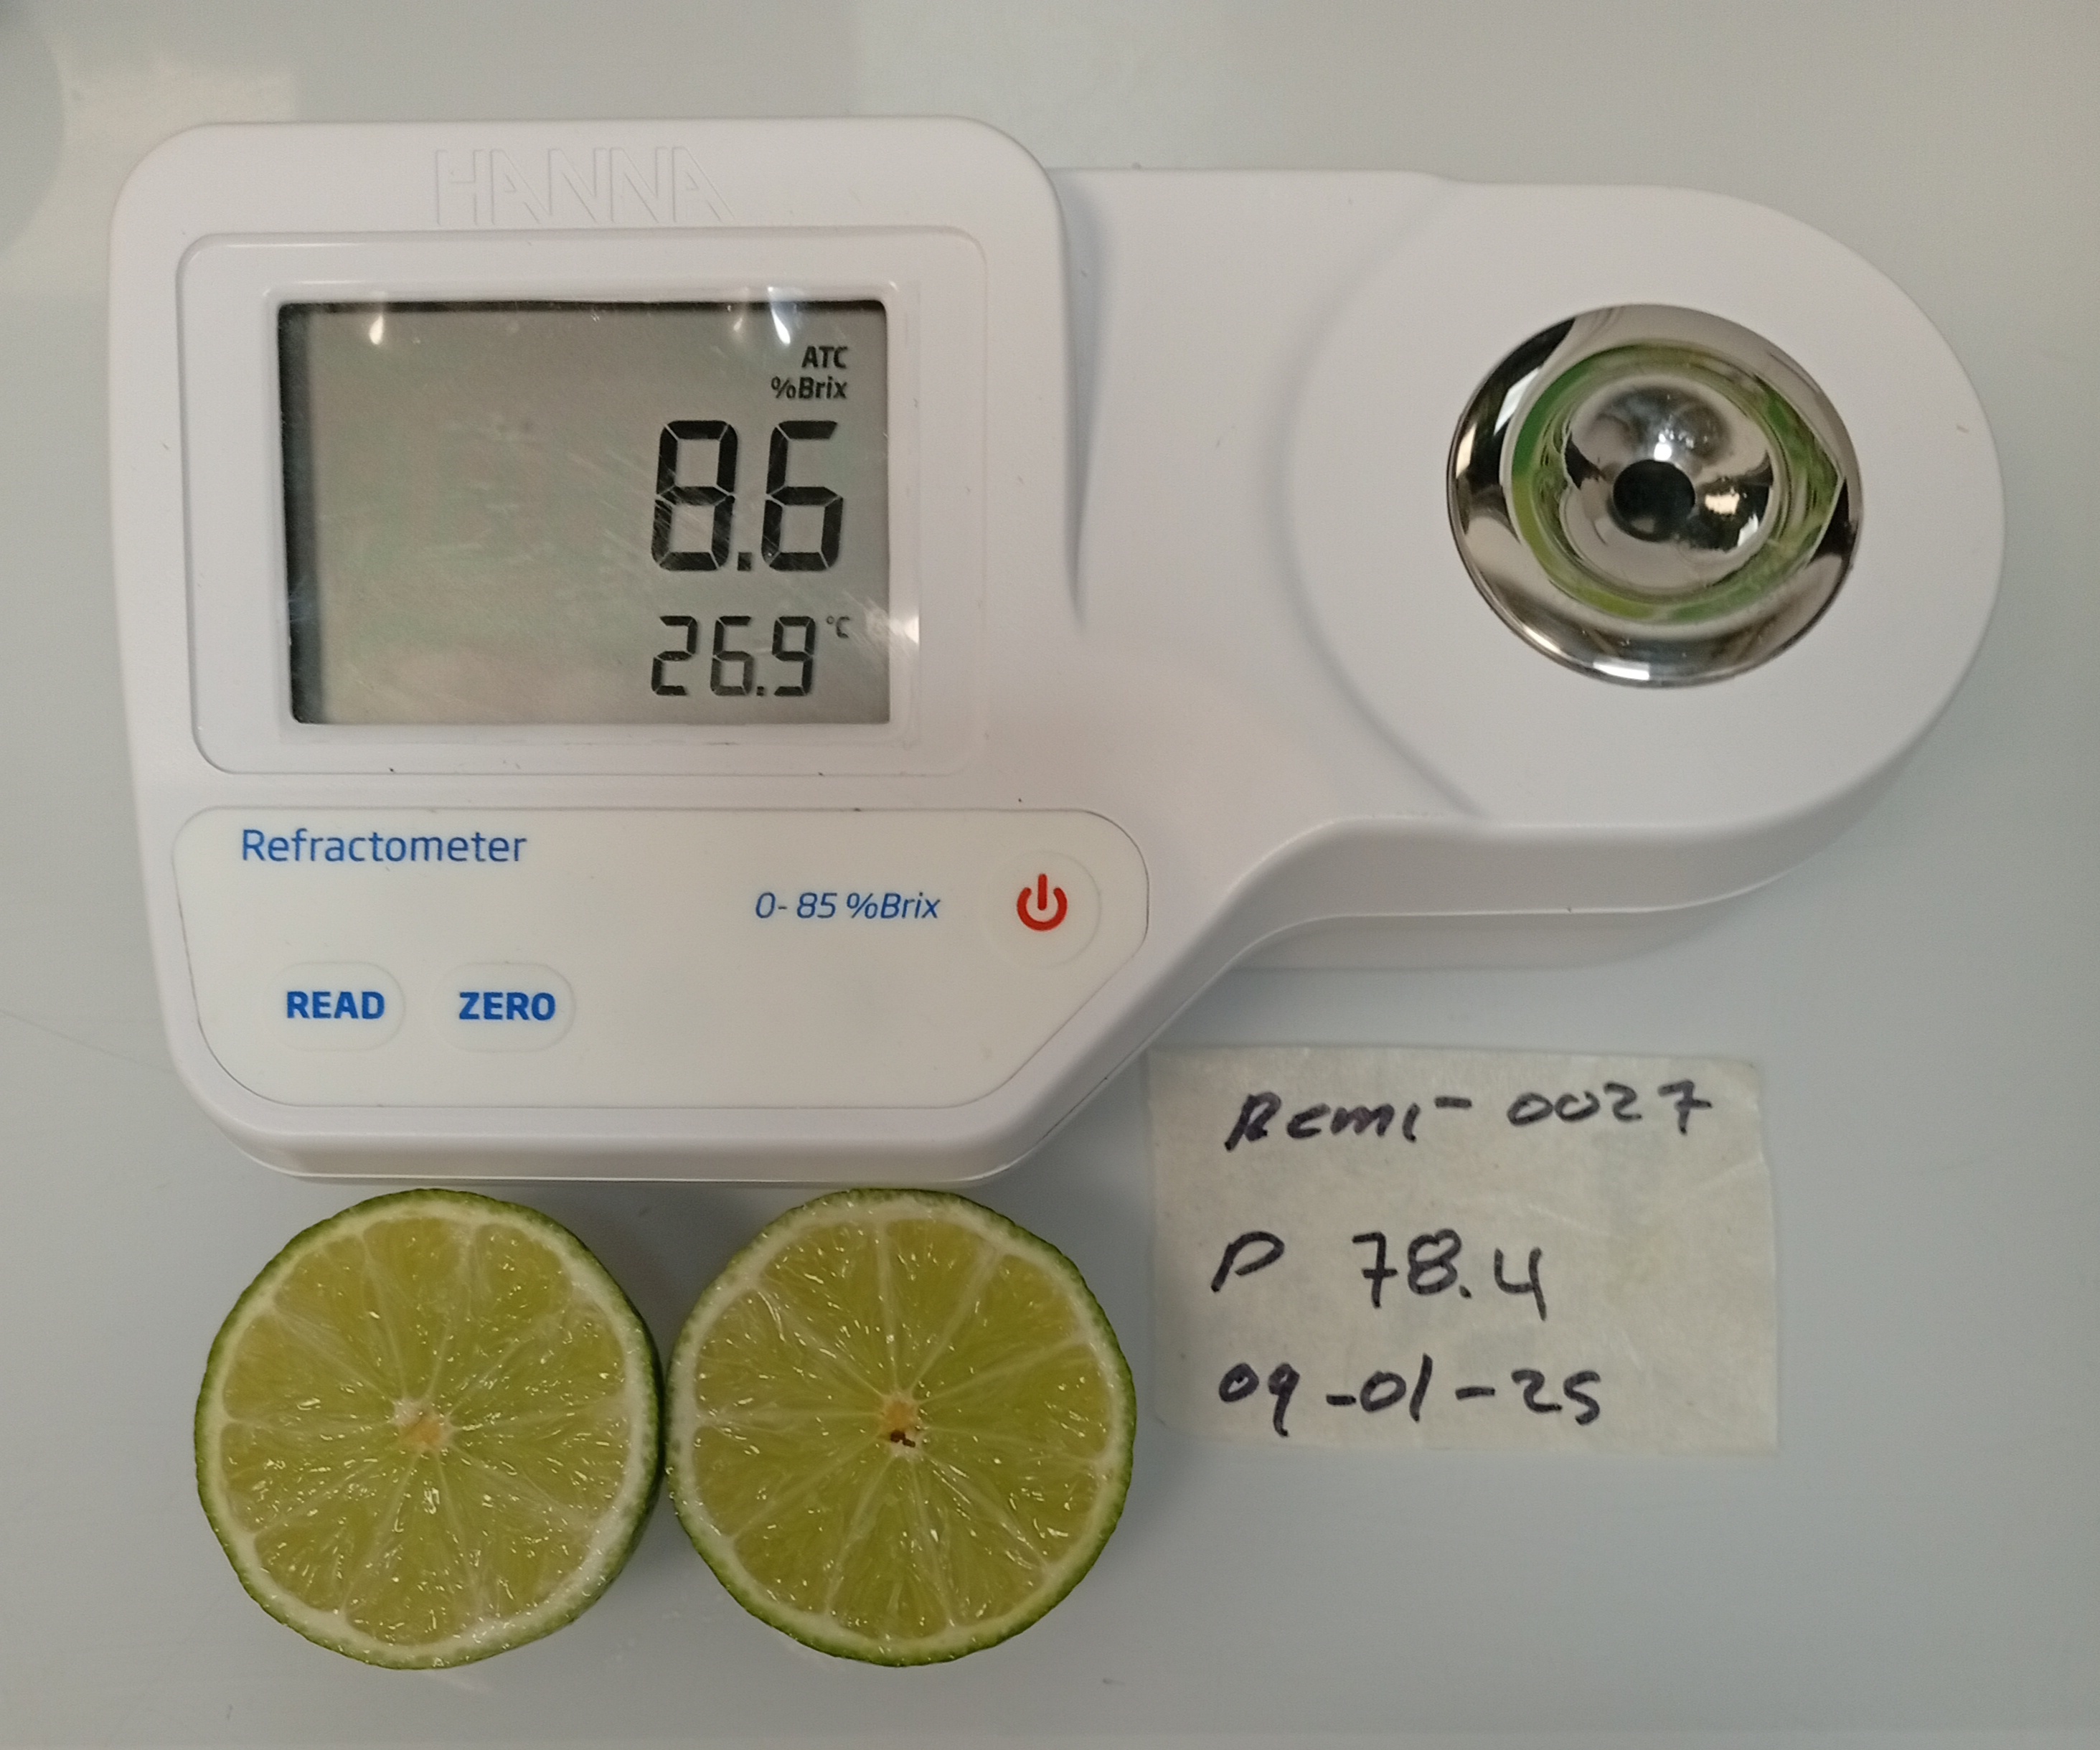 HANNA
ATC
%Brix
8.6
26.9 °C
Refractometer
0-85 %Brix
READ ZERO
Remi-0027
P 78.4
09-01-25